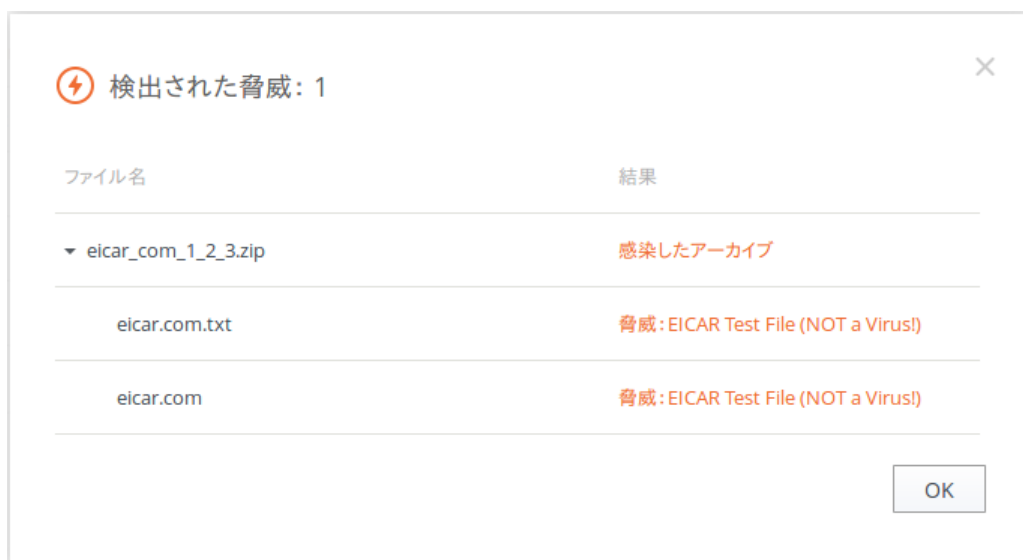 検出された脅威: 1
ファイル名 結果
eicar_com_1_2_3.zip 感染したアーカイブ
eicar.com.txt 脅威: EICAR Test File (NOT a Virus!)
eicar.com 脅威: EICAR Test File (NOT a Virus!)
OK